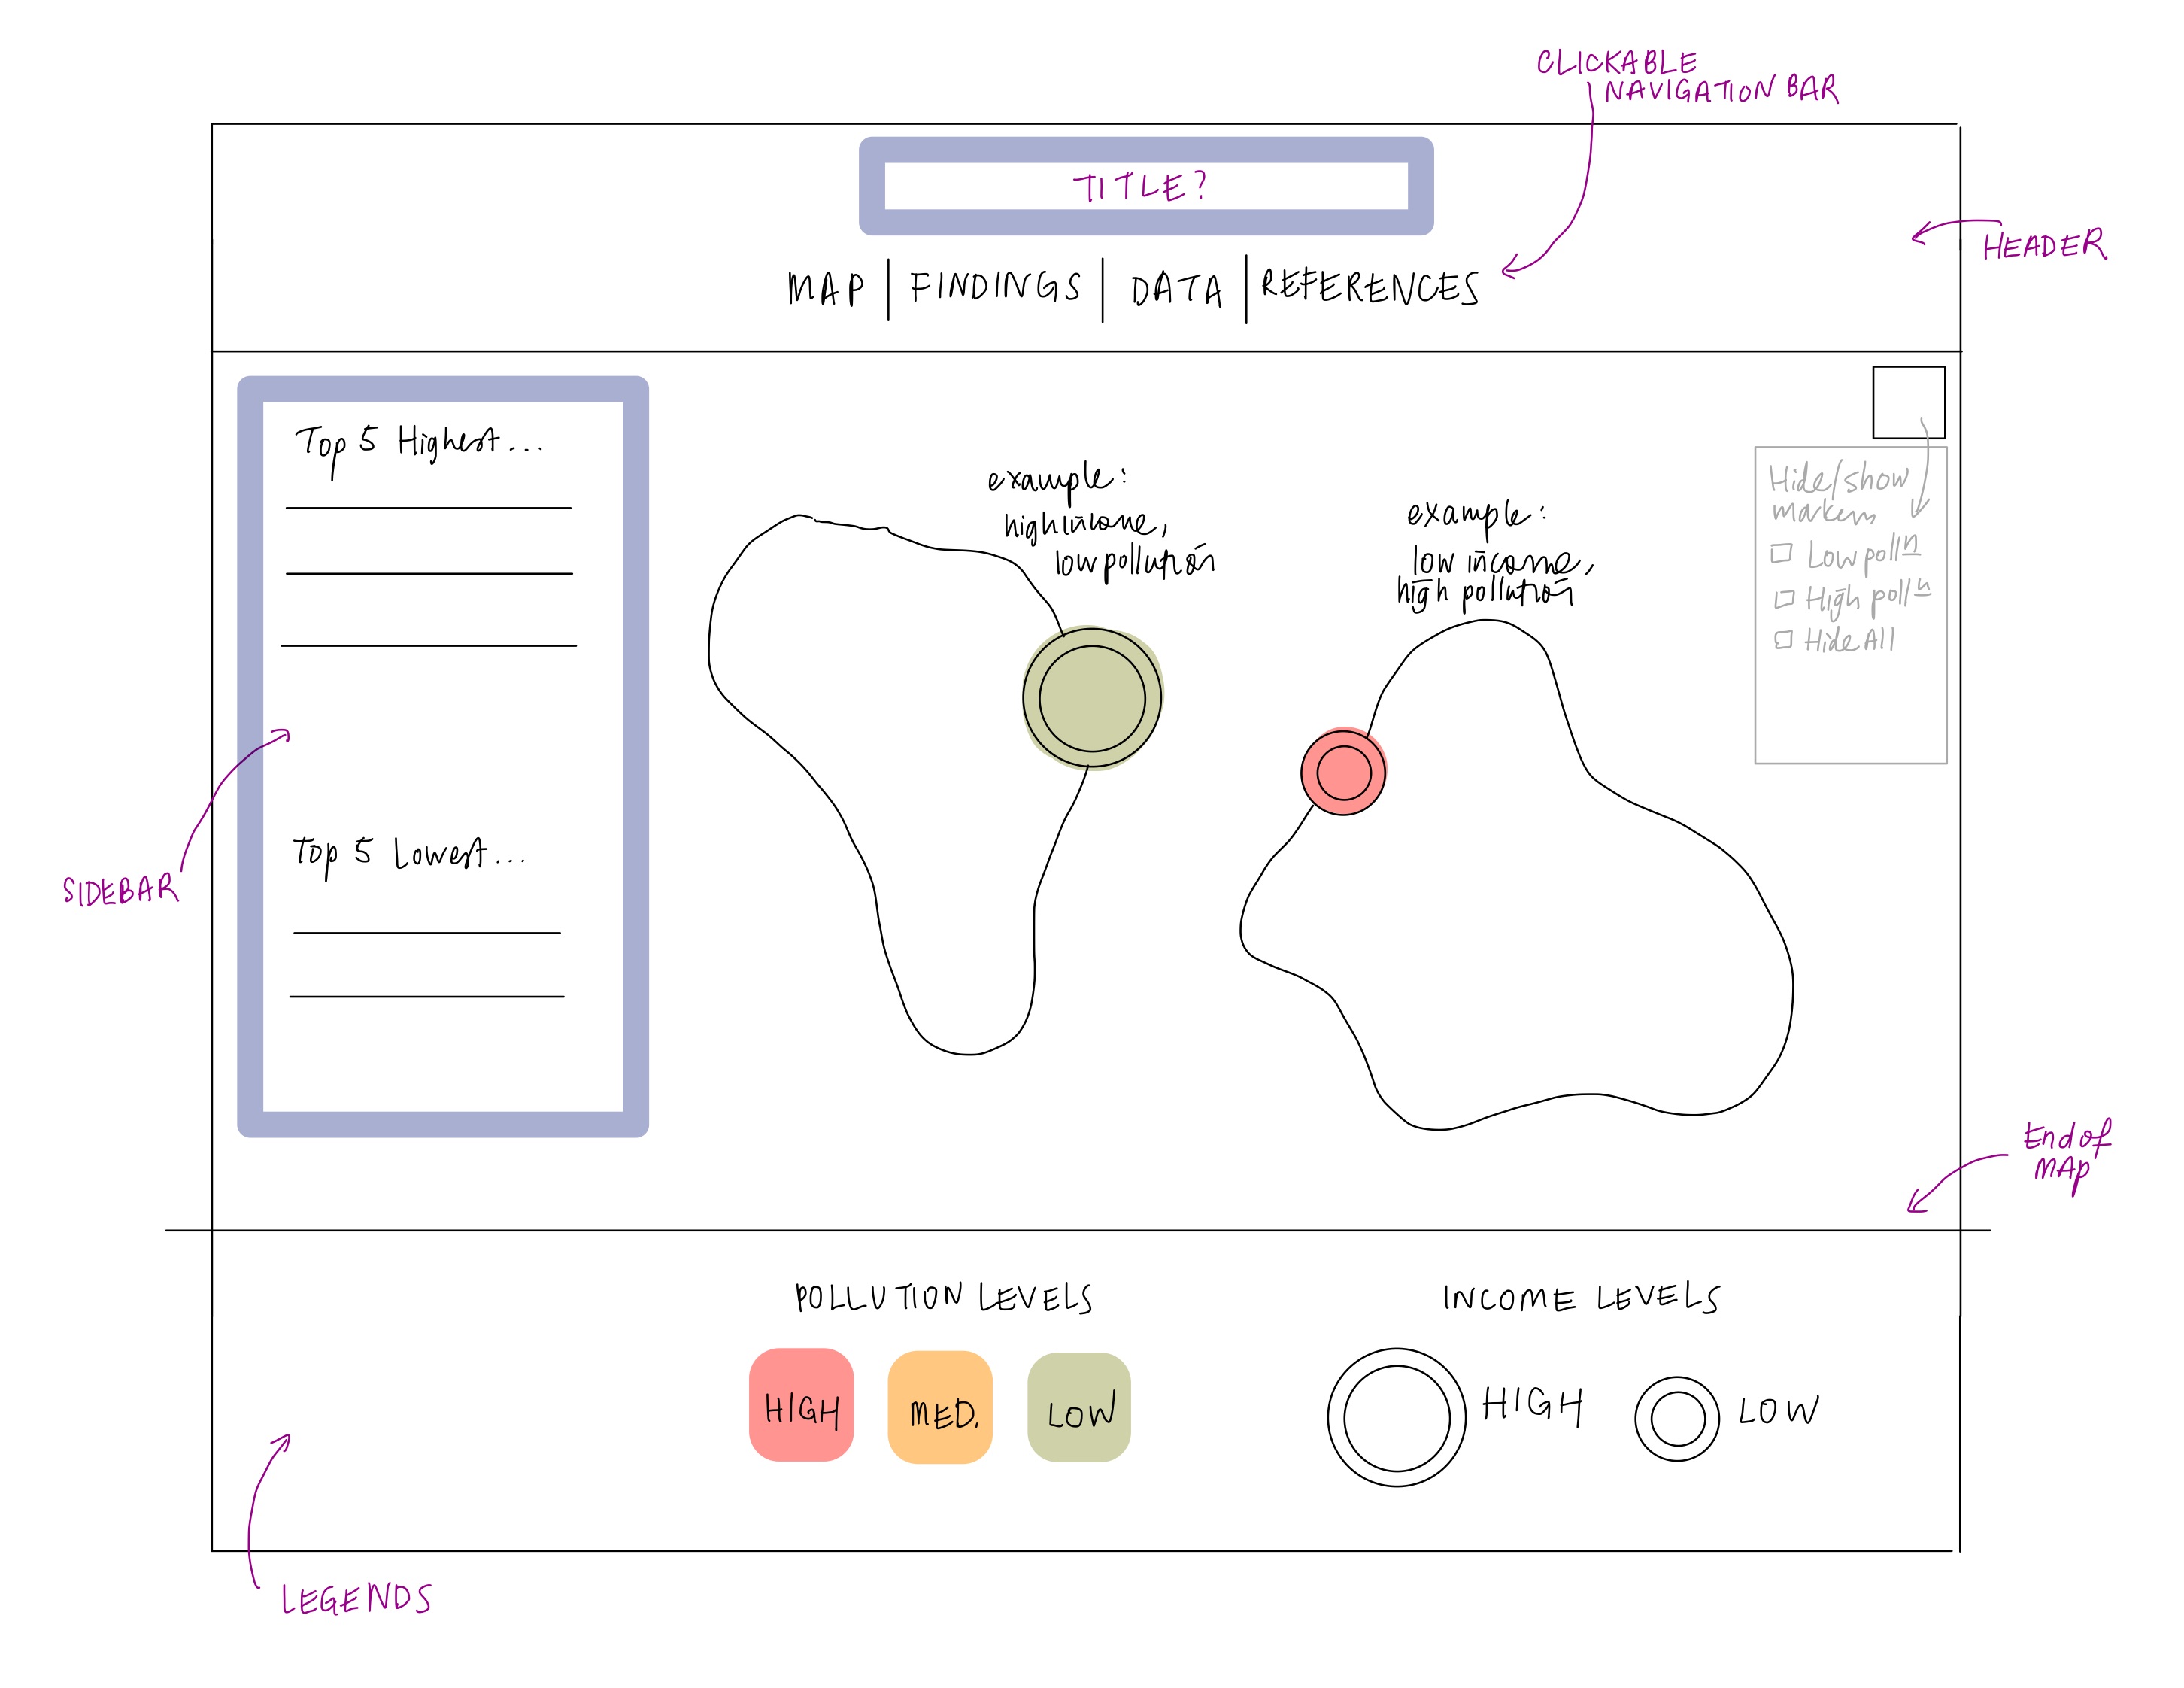 CLICKABLE
NAVIGATION BAR
TITLE?
HEADER
MAP | FINDINGS | DATA | REFERENCES
Top 5 Highest...
example:
high income,
low pollution
example:
low income,
high pollution
Hide/show
markers
Low pollн
High pollн
Hide All
SIDEBAR
Top 5 Lowest...
End of
MAP
POLLUTION LEVELS
HIGH
MED.
LOW
INCOME LEVELS
HIGH
LOW
LEGENDS